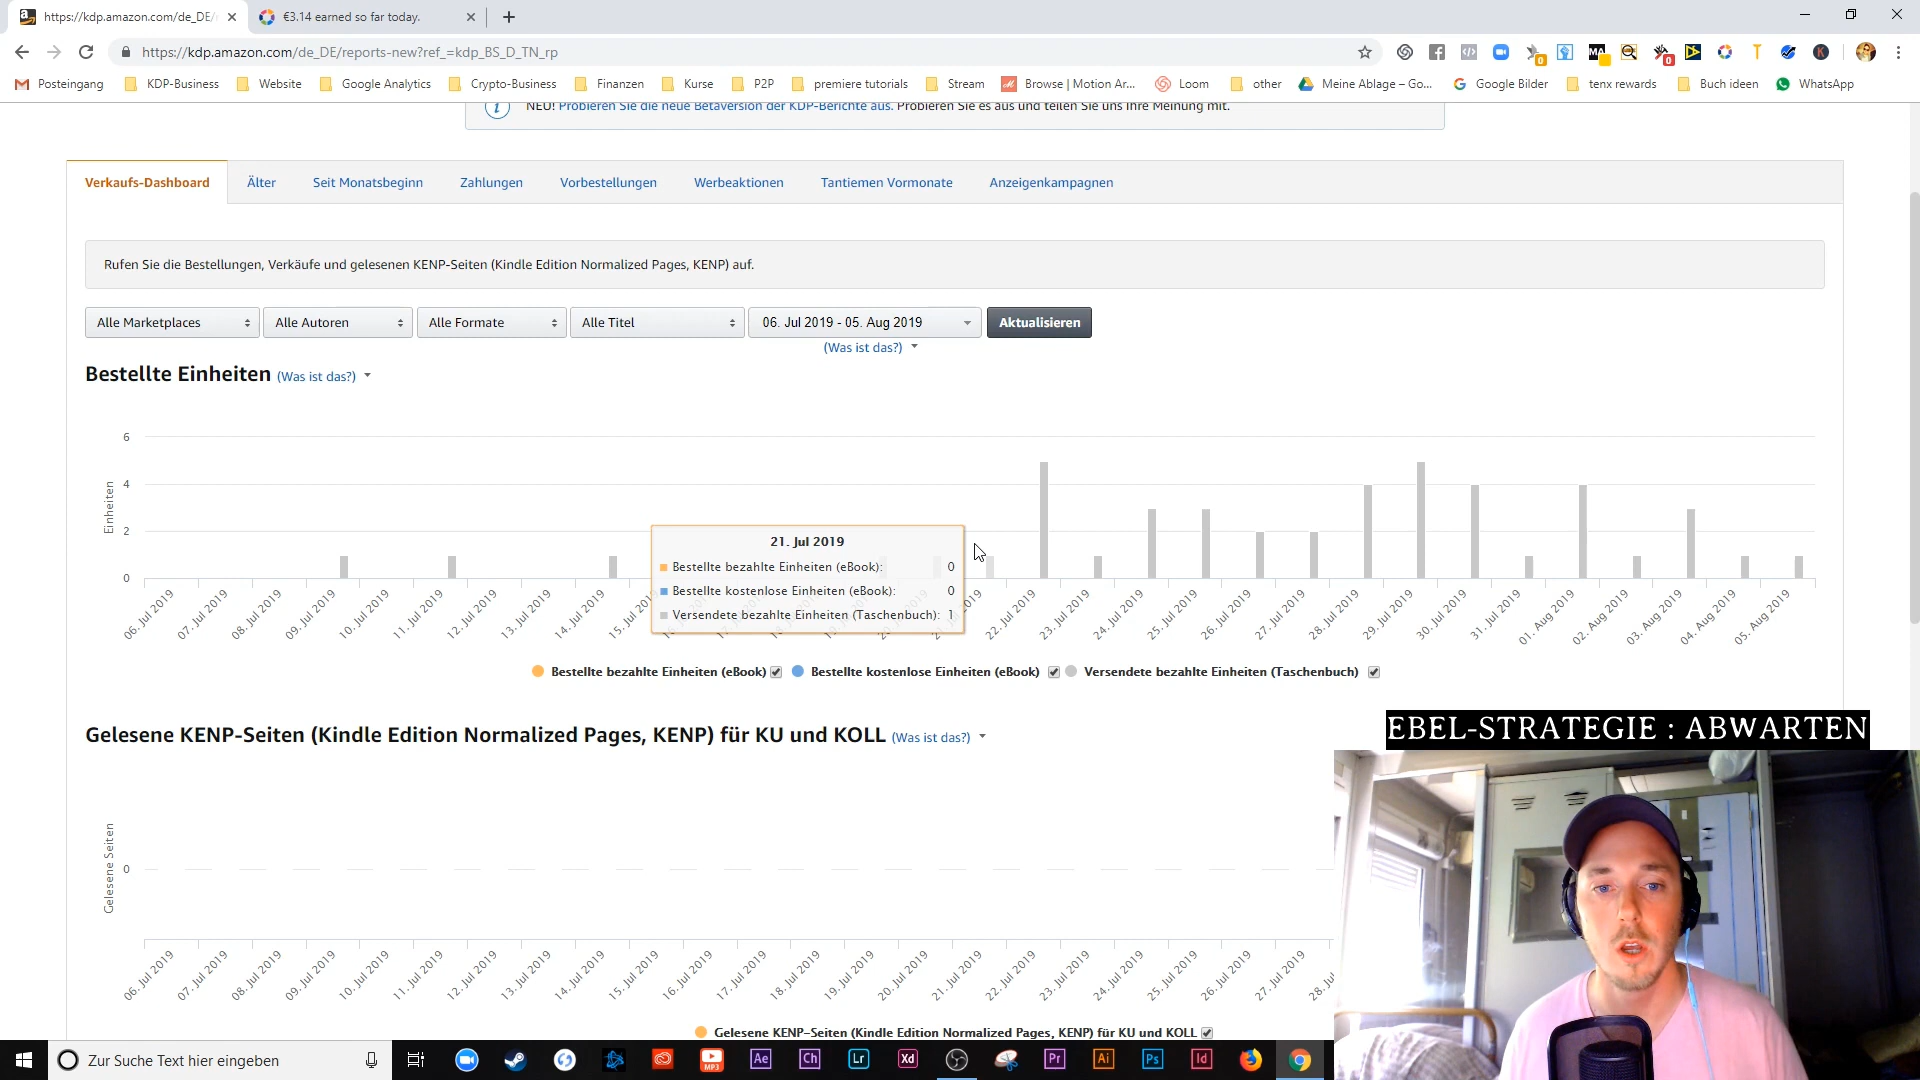 https://kdp.amazon.com/de_DE/r
€3.14 earned so far today.
https://kdp.amazon.com/de_DE/reports-new?ref_=kdp_BS_D_TN_rp
Posteingang KDP-Business Website Google Analytics Crypto-Business Finanzen Kurse P2P premiere tutorials Stream Browse | Motion Ar... Loom other Meine Ablage – Go... Google Bilder tenx rewards Buch ideen WhatsApp
NEU! Probieren Sie die neue Betaversion der KDP-Berichte aus. Probieren Sie es aus und teilen Sie uns Ihre Meinung mit.
Verkaufs-Dashboard Älter Seit Monatsbeginn Zahlungen Vorbestellungen Werbeaktionen Tantiemen Vormonate Anzeigenkampagnen
Rufen Sie die Bestellungen, Verkäufe und gelesenen KENP-Seiten (Kindle Edition Normalized Pages, KENP) auf.
Alle Marketplaces Alle Autoren Alle Formate Alle Titel 06. Jul 2019 - 05. Aug 2019 Aktualisieren
(Was ist das?)
Bestellte Einheiten (Was ist das?)
6
4
2
0
Einheiten
21. Jul 2019
Bestellte bezahlte Einheiten (eBook): 0
Bestellte kostenlose Einheiten (eBook): 0
Versendete bezahlte Einheiten (Taschenbuch): 1
06. Jul 2019 07. Jul 2019 08. Jul 2019 09. Jul 2019 10. Jul 2019 11. Jul 2019 12. Jul 2019 13. Jul 2019 14. Jul 2019 15. Jul 2019 22. Jul 2019 23. Jul 2019 24. Jul 2019 25. Jul 2019 26. Jul 2019 27. Jul 2019 28. Jul 2019 29. Jul 2019 30. Jul 2019 31. Jul 2019 01. Aug 2019 02. Aug 2019 03. Aug 2019 04. Aug 2019 05. Aug 2019
Bestellte bezahlte Einheiten (eBook) Bestellte kostenlose Einheiten (eBook) Versendete bezahlte Einheiten (Taschenbuch)
EBEL-STRATEGIE : ABWARTEN
Gelesene KENP-Seiten (Kindle Edition Normalized Pages, KENP) für KU und KOLL (Was ist das?)
0
Gelesene Seiten
06. Jul 2019 07. Jul 2019 08. Jul 2019 09. Jul 2019 10. Jul 2019 11. Jul 2019 12. Jul 2019 13. Jul 2019 14. Jul 2019 15. Jul 2019 16. Jul 2019 17. Jul 2019 18. Jul 2019 19. Jul 2019 20. Jul 2019 21. Jul 2019 22. Jul 2019 23. Jul 2019 24. Jul 2019 25. Jul 2019 26. Jul 2019 27. Jul 2019 28. Ju
Gelesene KENP-Seiten (Kindle Edition Normalized Pages, KENP) für KU und KOLL
Zur Suche Text hier eingeben
MP3 Ae Ch Lr Xd Pr Ai Ps Id